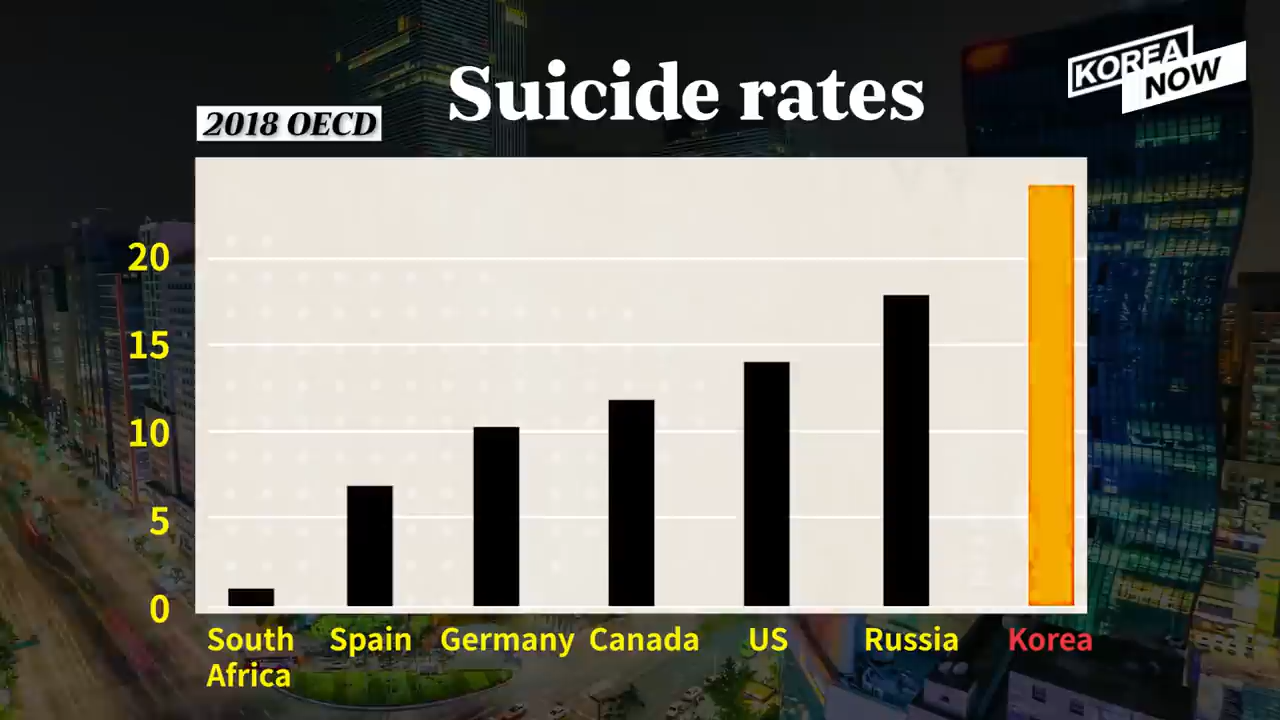 KOREA
NOW
Suicide rates
2018 OECD
20
15
10
5
0
South Africa
Spain
Germany
Canada
US
Russia
Korea